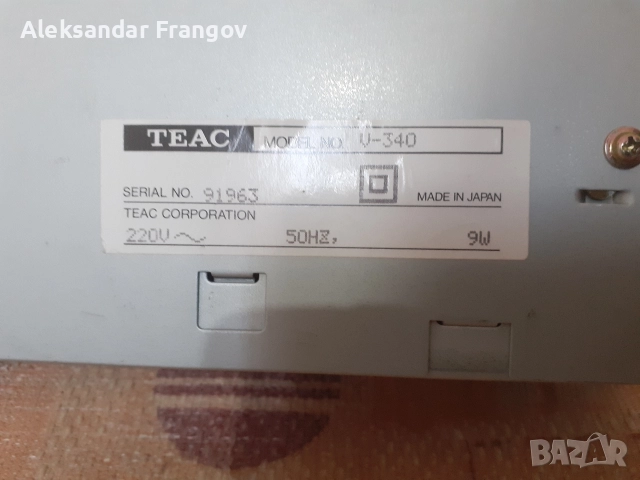 Aleksandar Frangov
TEAC MODEL NO. V-340
SERIAL NO. 91963 MADE IN JAPAN
TEAC CORPORATION
220V～ 50HZ, 9W
BAZAR